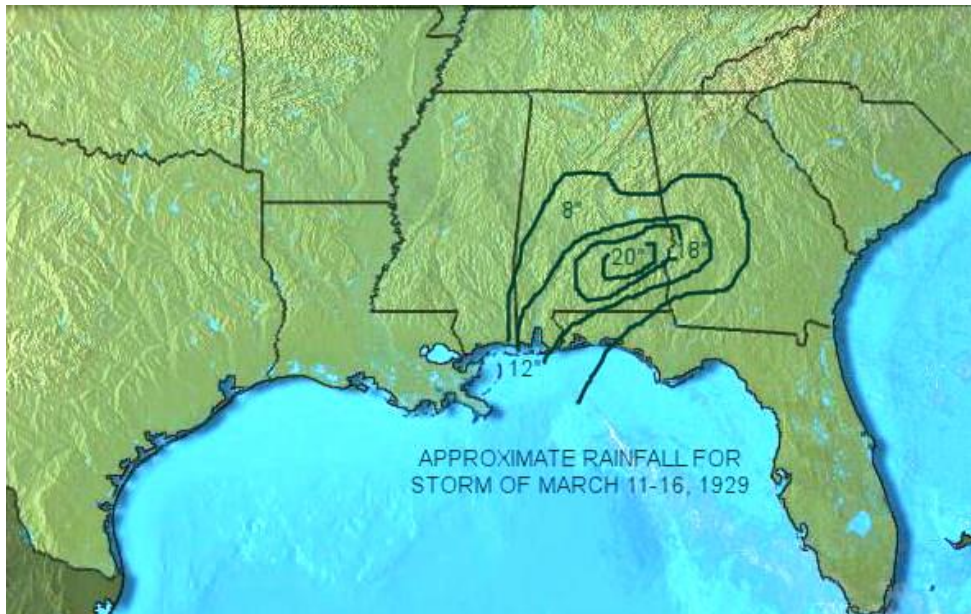 8"
20"
18"
12"
APPROXIMATE RAINFALL FOR
STORM OF MARCH 11-16, 1929